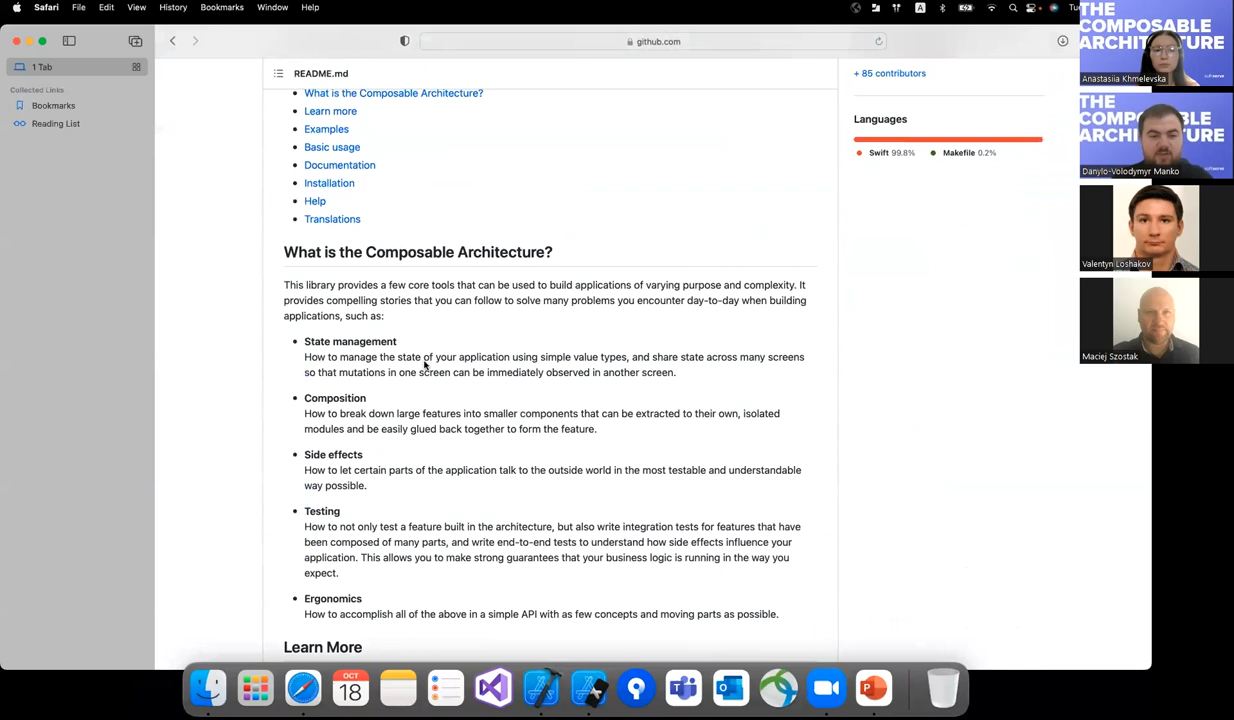 Safari File Edit View History Bookmarks Window Help
A
Tu
1 Tab
Collected Links
Bookmarks
Reading List
github.com
README.md
What is the Composable Architecture?
Learn more
Examples
Basic usage
Documentation
Installation
Help
Translations
What is the Composable Architecture?
This library provides a few core tools that can be used to build applications of varying purpose and complexity. It
provides compelling stories that you can follow to solve many problems you encounter day-to-day when building
applications, such as:
State management
How to manage the state of your application using simple value types, and share state across many screens
so that mutations in one screen can be immediately observed in another screen.
Composition
How to break down large features into smaller components that can be extracted to their own, isolated
modules and be easily glued back together to form the feature.
Side effects
How to let certain parts of the application talk to the outside world in the most testable and understandable
way possible.
Testing
How to not only test a feature built in the architecture, but also write integration tests for features that have
been composed of many parts, and write end-to-end tests to understand how side effects influence your
application. This allows you to make strong guarantees that your business logic is running in the way you
expect.
Ergonomics
How to accomplish all of the above in a simple API with as few concepts and moving parts as possible.
Learn More
+ 85 contributors
Languages
Swift 99.8% Makefile 0.2%
THE
COMPOSABLE
ARCHITECTURE
softserve
Anastasiia Khmelevska
THE
COMP
ARCHI TURE
softserve
Danylo-Volodymyr Manko
Valentyn Loshakov
Maciej Szostak
OCT
18